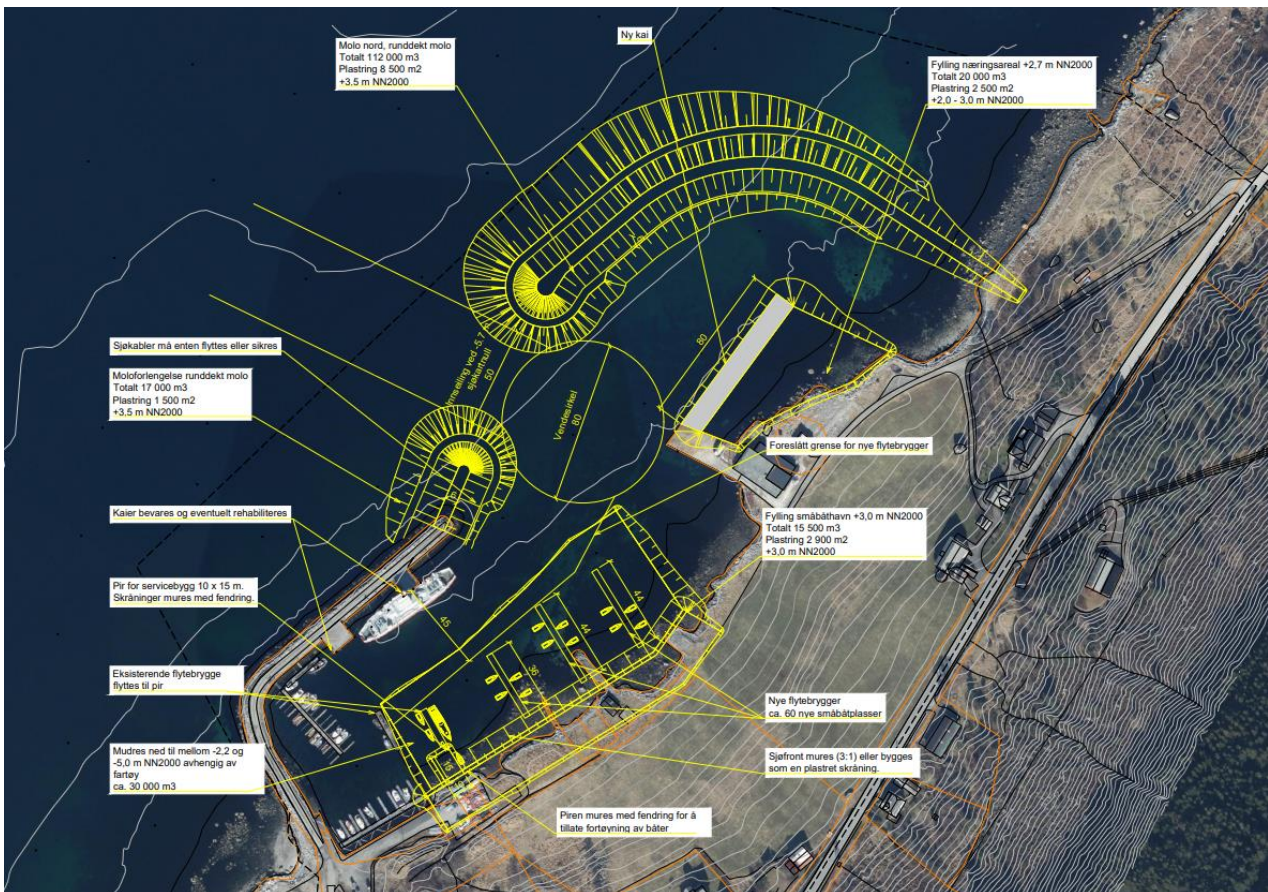 Molo nord, runddekt molo
Totalt 112 000 m3
Plastring 8 500 m2
+3,5 m NN2000
Ny kai
Fylling næringsareal +2,7 m NN2000
Totalt 20 000 m3
Plastring 2 500 m2
+2,0 - 3,0 m NN2000
Sjøkabler må enten flyttes eller sikres
Innseiling ved -5,7
sjøkartnull
50
80
Vendesirkel
80
Moloforlengelse runddekt molo
Totalt 17 000 m3
Plastring 1 500 m2
+3,5 m NN2000
Foreslått grense for nye flytebrygger
Kaier bevares og eventuelt rehabiliteres
Fylling småbåthavn +3,0 m NN2000
Totalt 15 500 m3
Plastring 2 900 m2
+3,0 m NN2000
Pir for servicebygg 10 x 15 m.
Skråninger mures med fendring.
45
44
44
36
Eksisterende flytebrygge
flyttes til pir
Nye flytebrygger
ca. 60 nye småbåtplasser
Mudres ned til mellom -2,2 og
-5,0 m NN2000 avhengig av
fartøy
ca. 30 000 m3
15
Sjøfront mures (3:1) eller bygges
som en plastret skråning.
Piren mures med fendring for å
tillate fortøyning av båter